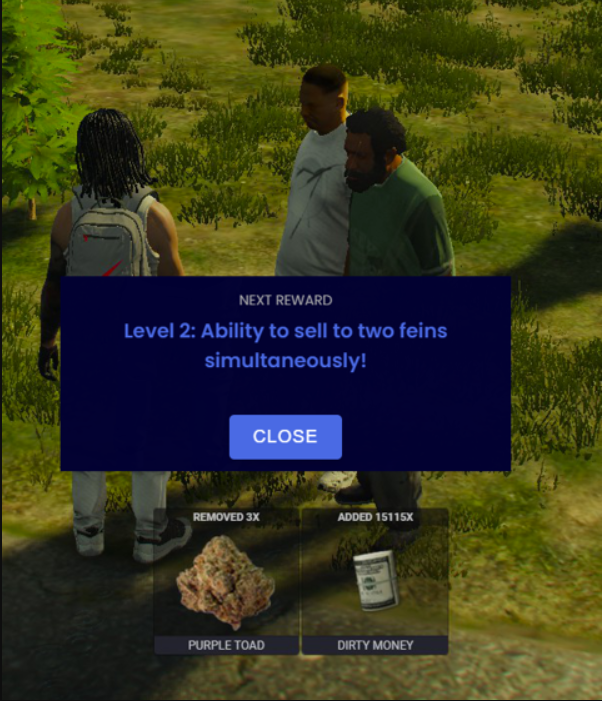 NEXT REWARD
Level 2: Ability to sell to two feins
simultaneously!
CLOSE
REMOVED 3X
ADDED 15115X
PURPLE TOAD
DIRTY MONEY